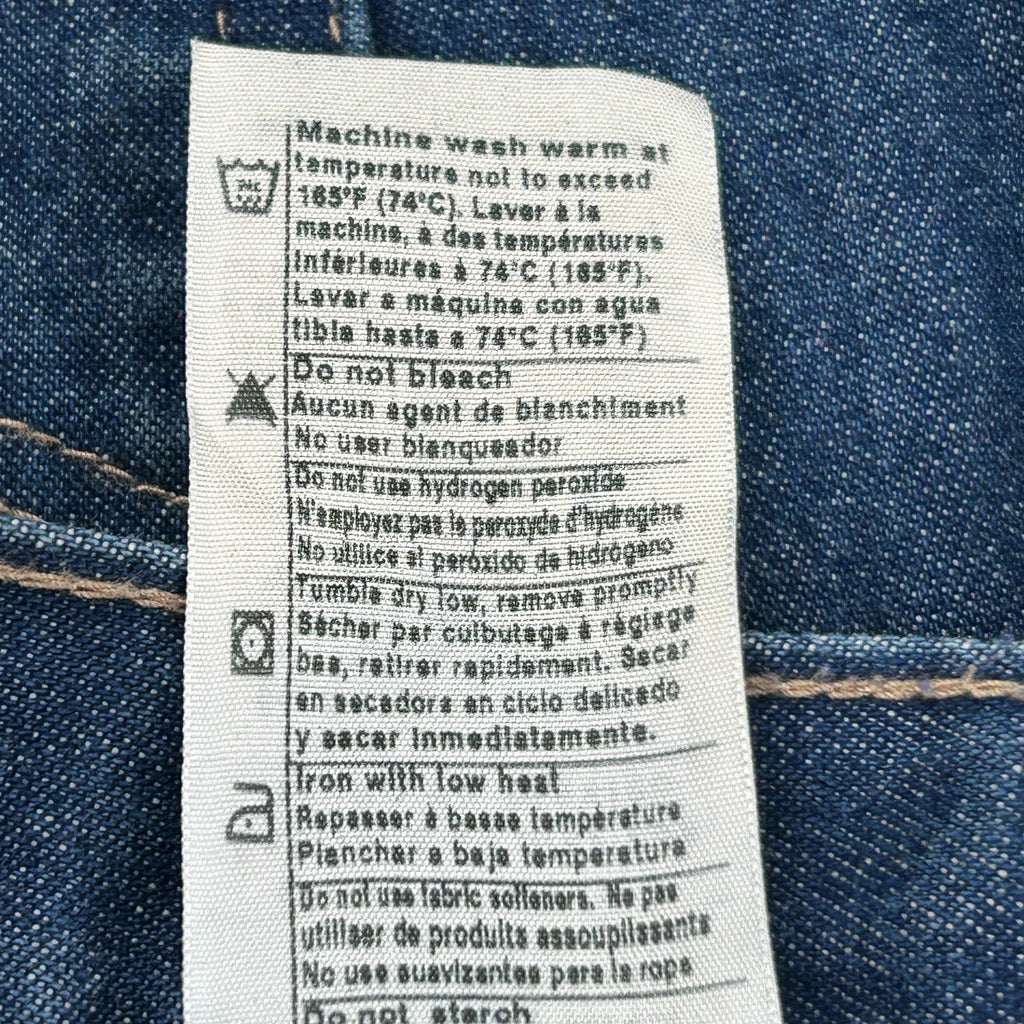 Machine wash warm at
temperature not to exceed
165°F (74°C). Laver à la
machine, à des températures
inférieures à 74°C (165°F).
Lavar a máquina con agua
tibia hasta a 74°C (165°F)
Do not bleach
Aucun agent de blanchiment
No usar blanqueador
Do not use hydrogen peroxide
N'employez pas le peroxyde d'hydrogène
No utilice al peróxido de hidrógeno
Tumble dry low, remove promptly
Sécher par culbutage à réglage
bas, retirer rapidement. Secar
en secadora en ciclo delicado
y sacar inmediatamente.
Iron with low heat
Repasser à basse température
Planchar a baja temperatura
Do not use fabric softeners. Ne pas
utiliser de produits assouplissants
No use suavizantes para la ropa
Do not starch